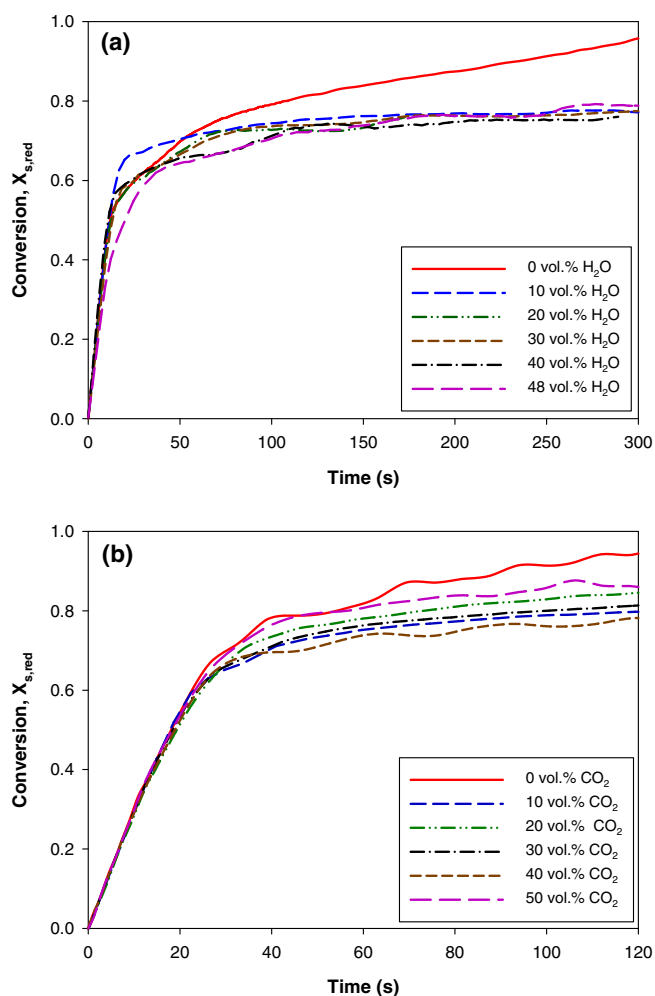 (a)
Conversion, Xs,red
1.0
0.8
0.6
0.4
0.2
0.0
0 vol.% H2O
10 vol.% H2O
20 vol.% H2O
30 vol.% H2O
40 vol.% H2O
48 vol.% H2O
0 50 100 150 200 250 300
Time (s)
(b)
Conversion, Xs,red
1.0
0.8
0.6
0.4
0.2
0.0
0 vol.% CO2
10 vol.% CO2
20 vol.% CO2
30 vol.% CO2
40 vol.% CO2
50 vol.% CO2
0 20 40 60 80 100 120
Time (s)